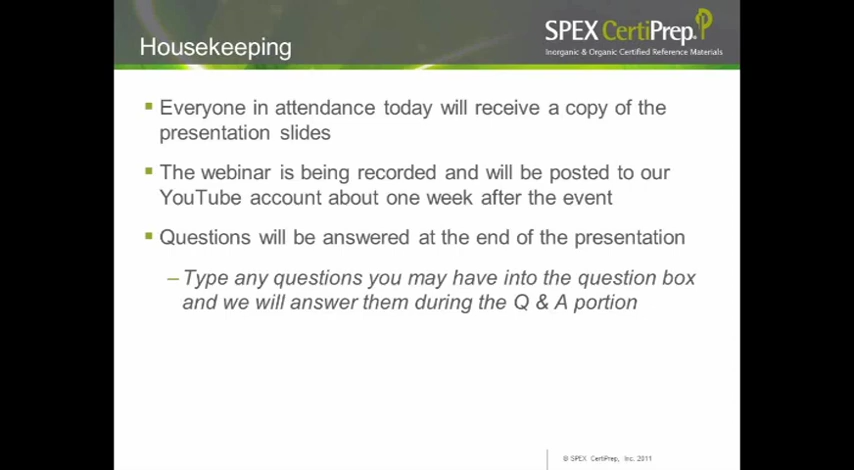 Housekeeping
SPEX CertiPrep
Inorganic & Organic Certified Reference Materials
Everyone in attendance today will receive a copy of the
presentation slides
The webinar is being recorded and will be posted to our
YouTube account about one week after the event
Questions will be answered at the end of the presentation
–Type any questions you may have into the question box
and we will answer them during the Q & A portion
© SPEX CertiPrep, Inc. 2011